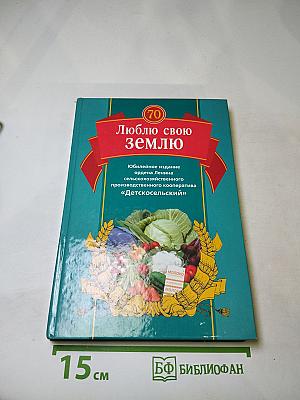 70
Люблю свою
землю
Юбилейное издание
ордена Ленина
сельскохозяйственного
производственного кооператива
«Детскосельский»
15 см
БФ БИБЛИОФАН